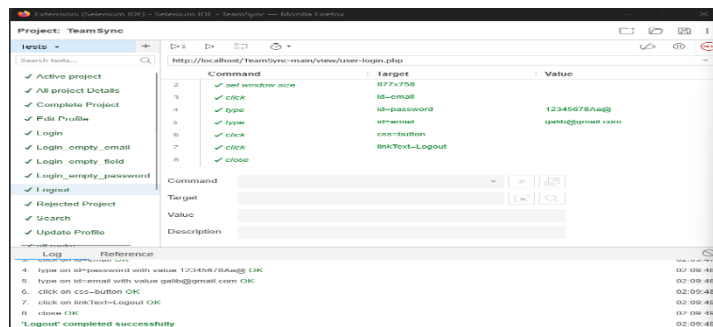 Extension: (Selenium IDE) - Selenium IDE - TeamSync — Mozilla Firefox
Project: TeamSync
Tests
Search tests...
http://localhost/TeamSync-main/view/user-login.php
Command Target Value
✓ Active project
✓ All project Details
✓ Complete Project
✓ Edit Profile
✓ Login
✓ Login_empty_email
✓ Login_empty_field
✓ Login_empty_password
✓ Logout
✓ Rejected Project
✓ Search
✓ Update Profile
2 ✓ set window size 877x758
3 ✓ click id=email
4 ✓ type id=password 12345678Aa@
5 ✓ type id=email galib@gmail.com
6 ✓ click css=button
7 ✓ click linkText=Logout
8 ✓ close
Command
Target
Value
Description
Log Reference
3. click on id=email OK
4. type on id=password with value 12345678Aa@ OK 02:09:48
5. type on id=email with value galib@gmail.com OK 02:09:48
6. click on css=button OK 02:09:48
7. click on linkText=Logout OK 02:09:49
8. close OK 02:09:49
'Logout' completed successfully